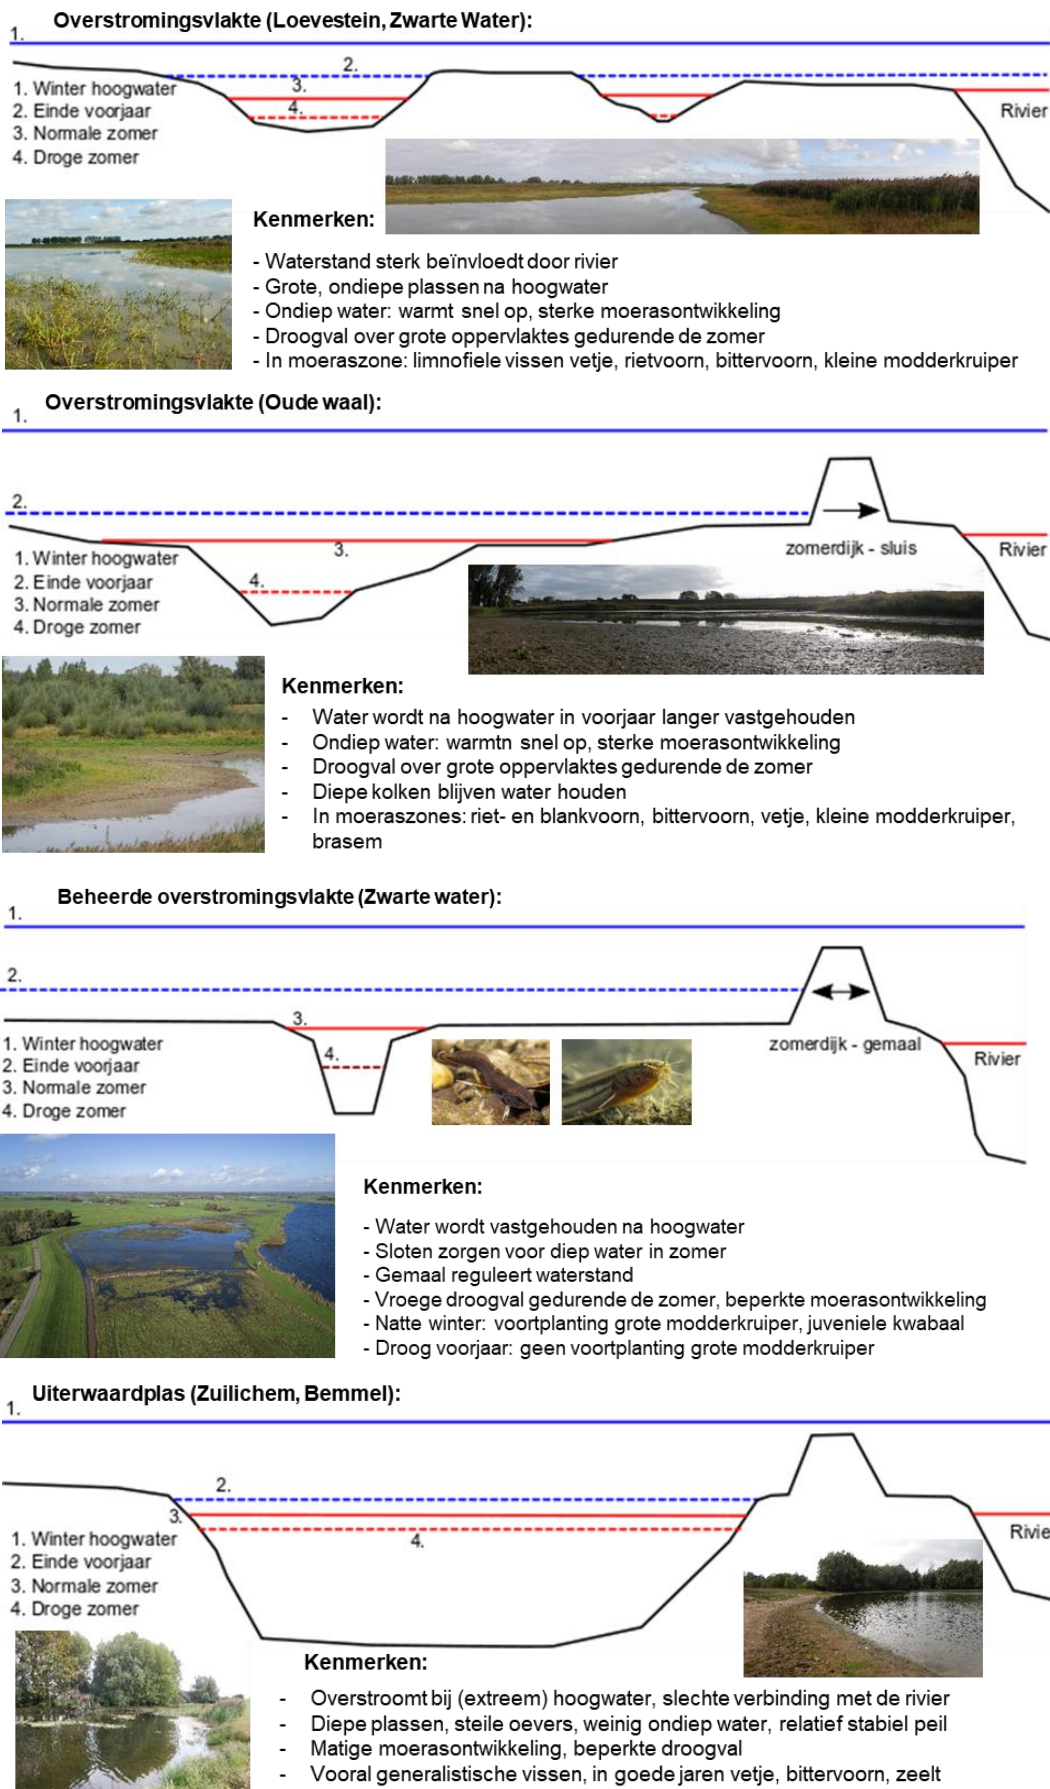 Overstromingsvlakte (Loevestein, Zwarte Water):
1.
2.
3.
4.
1. Winter hoogwater
2. Einde voorjaar
3. Normale zomer
4. Droge zomer
Rivier
Kenmerken:
- Waterstand sterk beïnvloedt door rivier
- Grote, ondiepe plassen na hoogwater
- Ondiep water: warmt snel op, sterke moerasontwikkeling
- Droogval over grote oppervlaktes gedurende de zomer
- In moeraszone: limnofiele vissen vetje, rietvoorn, bittervoorn, kleine modderkruiper
Overstromingsvlakte (Oude waal):
1.
2.
3.
4.
1. Winter hoogwater
2. Einde voorjaar
3. Normale zomer
4. Droge zomer
zomerdijk - sluis
Rivier
Kenmerken:
- Water wordt na hoogwater in voorjaar langer vastgehouden
- Ondiep water: warmtn snel op, sterke moerasontwikkeling
- Droogval over grote oppervlaktes gedurende de zomer
- Diepe kolken blijven water houden
- In moeraszones: riet- en blankvoorn, bittervoorn, vetje, kleine modderkruiper,
brasem
Beheerde overstromingsvlakte (Zwarte water):
1.
2.
3.
4.
1. Winter hoogwater
2. Einde voorjaar
3. Normale zomer
4. Droge zomer
zomerdijk - gemaal
Rivier
Kenmerken:
- Water wordt vastgehouden na hoogwater
- Sloten zorgen voor diep water in zomer
- Gemaal reguleert waterstand
- Vroege droogval gedurende de zomer, beperkte moerasontwikkeling
- Natte winter: voortplanting grote modderkruiper, juveniele kwabaal
- Droog voorjaar: geen voortplanting grote modderkruiper
Uiterwaardplas (Zuilichem, Bemmel):
1.
2.
3.
4.
1. Winter hoogwater
2. Einde voorjaar
3. Normale zomer
4. Droge zomer
Rivie
Kenmerken:
- Overstroomt bij (extreem) hoogwater, slechte verbinding met de rivier
- Diepe plassen, steile oevers, weinig ondiep water, relatief stabiel peil
- Matige moerasontwikkeling, beperkte droogval
- Vooral generalistische vissen, in goede jaren vetje, bittervoorn, zeelt